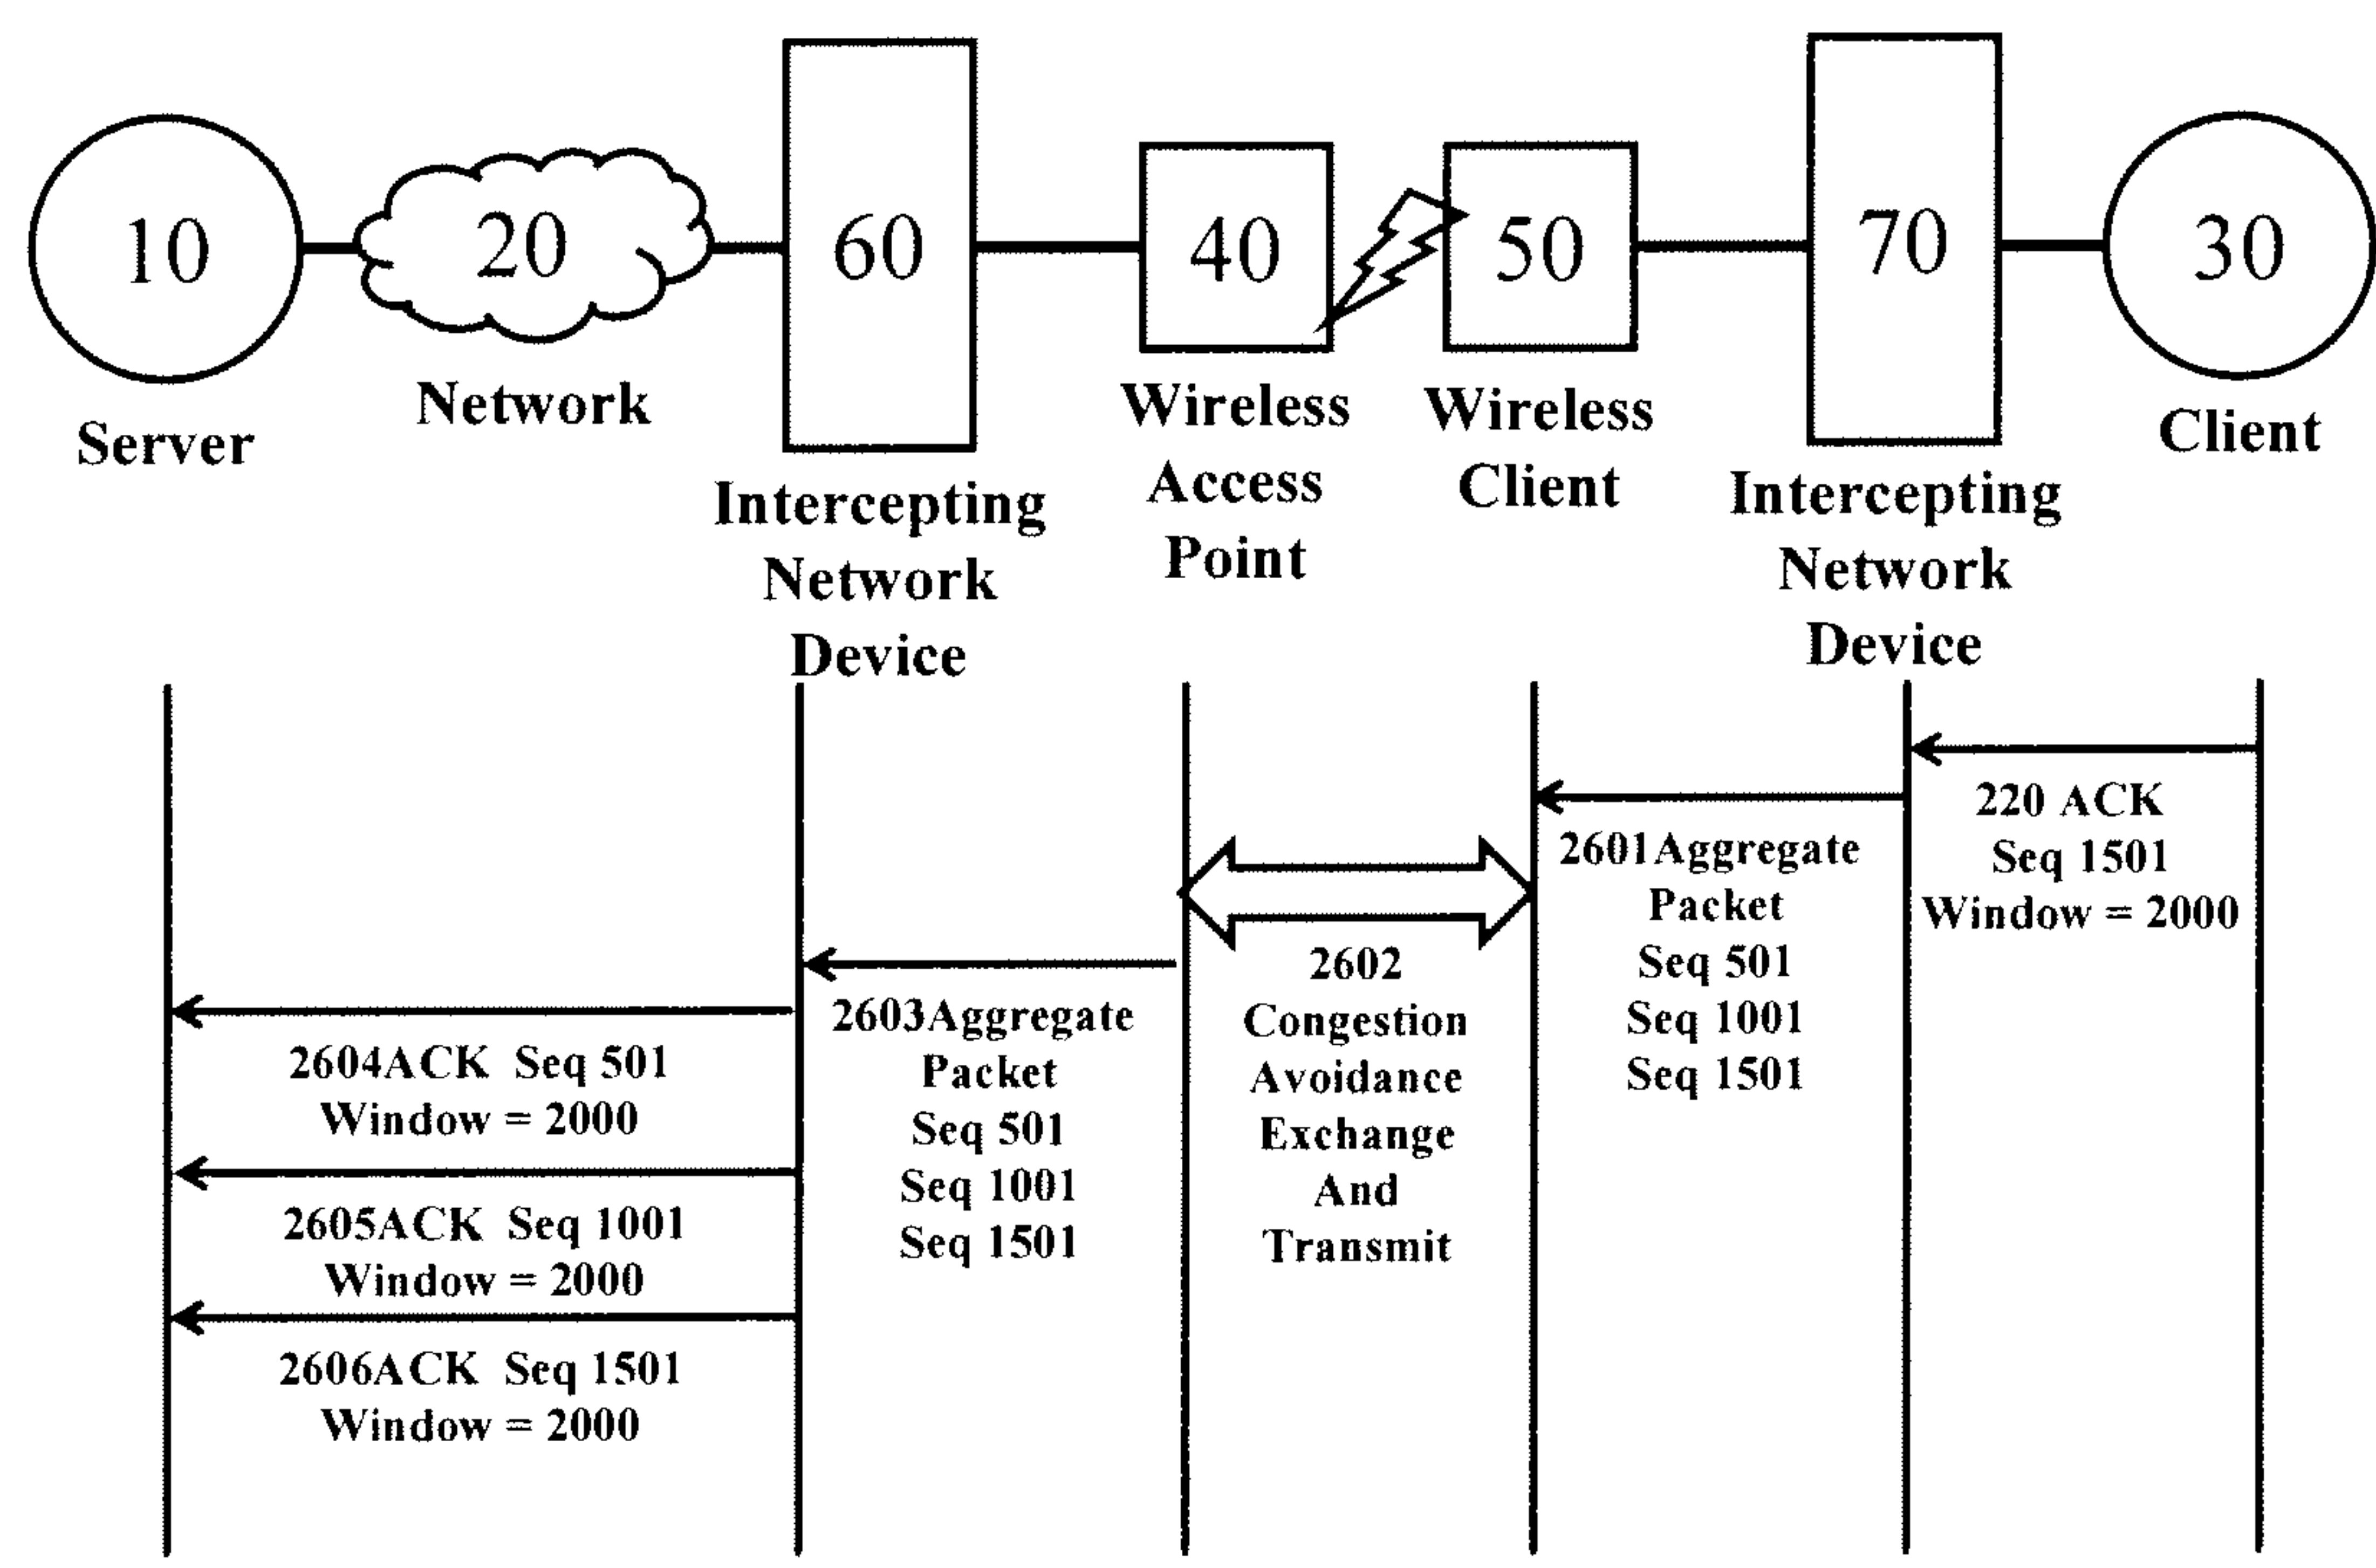 10
20
60
40
50
70
30
Server
Network
Intercepting
Network
Device
Wireless
Access
Point
Wireless
Client
Intercepting
Network
Device
Client
220 ACK
Seq 1501
Window = 2000
2601Aggregate
Packet
Seq 501
Seq 1001
Seq 1501
2602
Congestion
Avoidance
Exchange
And
Transmit
2603Aggregate
Packet
Seq 501
Seq 1001
Seq 1501
2604ACK Seq 501
Window = 2000
2605ACK Seq 1001
Window = 2000
2606ACK Seq 1501
Window = 2000